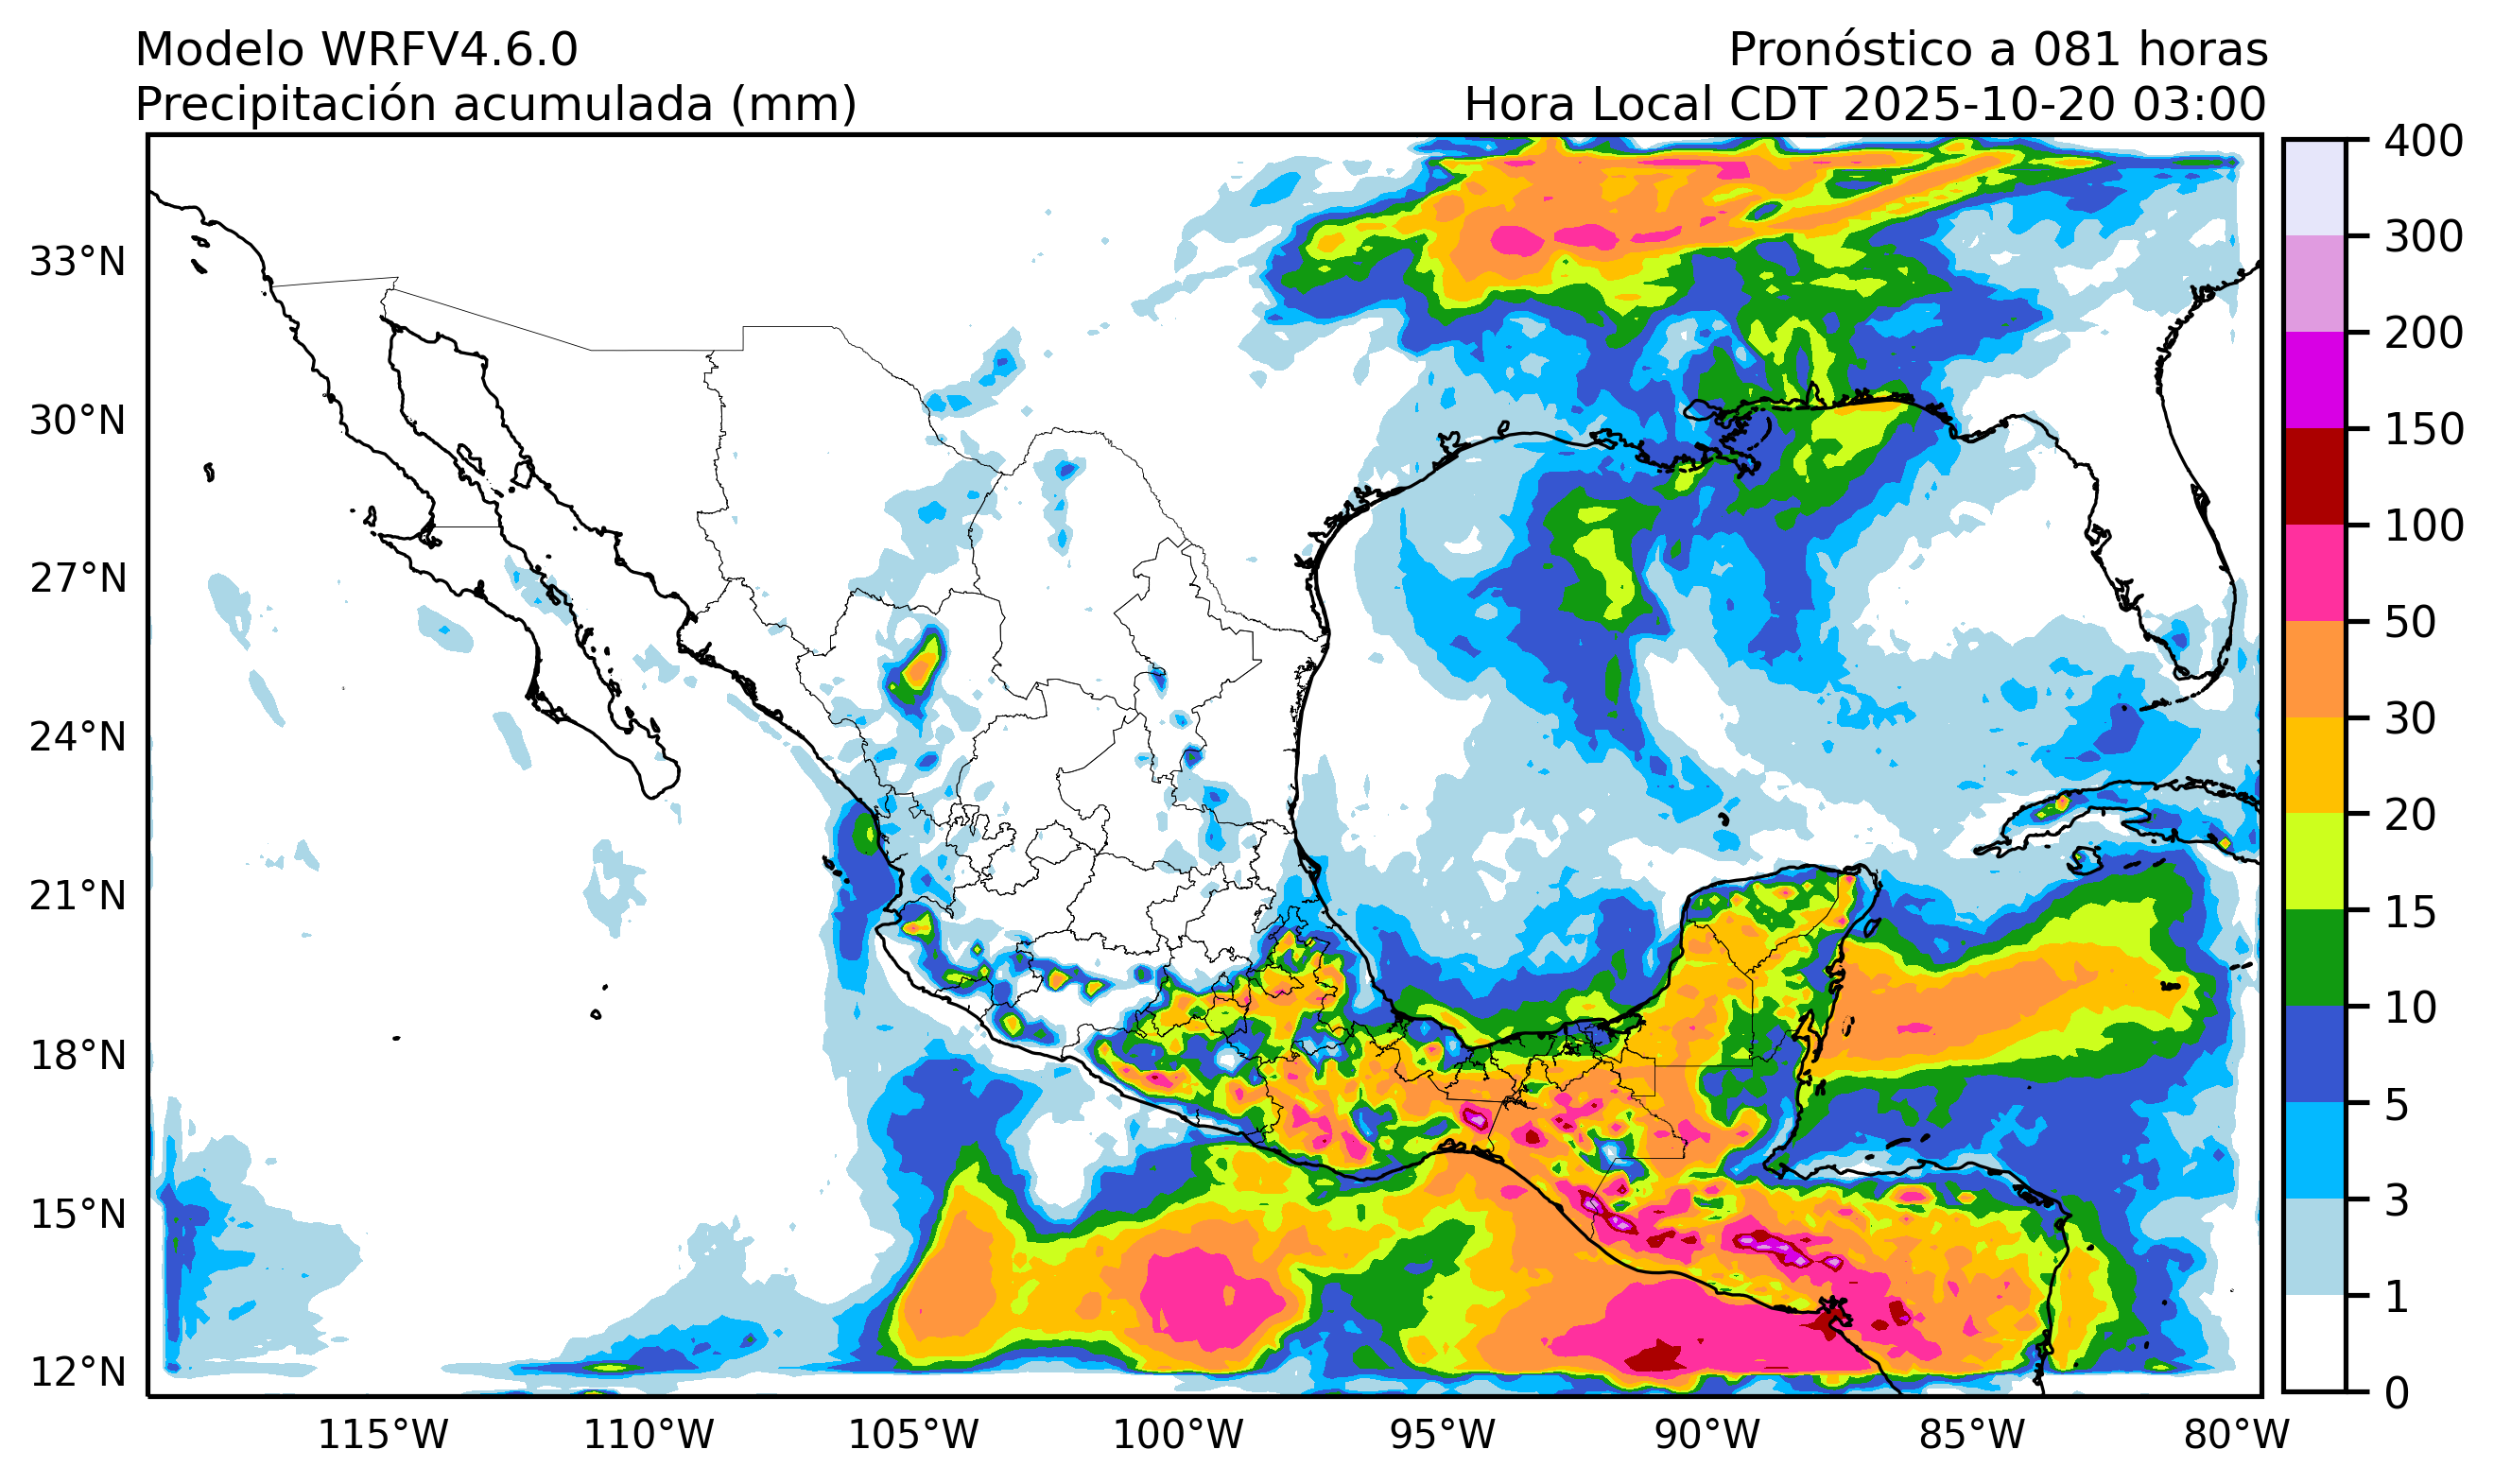 Modelo WRFV4.6.0
Pronóstico a 081 horas
Precipitación acumulada (mm)
Hora Local CDT 2025-10-20 03:00
33°N
30°N
27°N
24°N
21°N
18°N
15°N
12°N
115°W
110°W
105°W
100°W
95°W
90°W
85°W
80°W
400
300
200
150
100
50
30
20
15
10
5
3
1
0